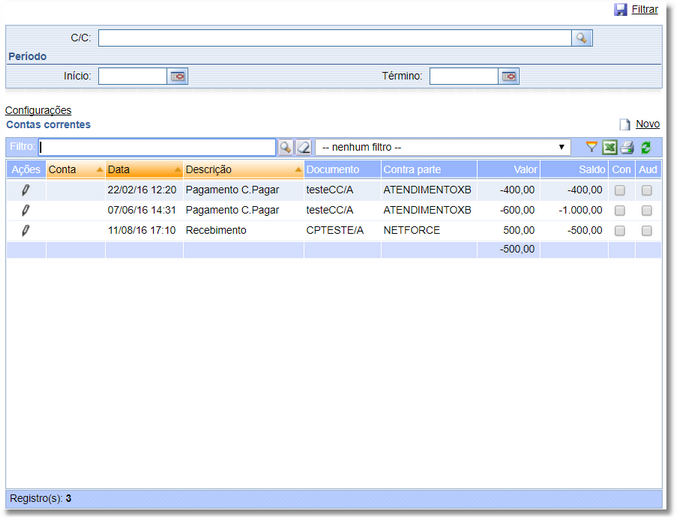 Filtrar
C/C:
Período
Início: Término:
Configurações
Contas correntes Novo
Filtro: -- nenhum filtro --
Ações Conta Data Descrição Documento Contra parte Valor Saldo Con Aud
22/02/16 12:20 Pagamento C.Pagar testeCC/A ATENDIMENTOXB -400,00 -400,00
07/06/16 14:31 Pagamento C.Pagar testeCC/A ATENDIMENTOXB -600,00 -1.000,00
11/08/16 17:10 Recebimento CPTESTE/A NETFORCE 500,00 -500,00
-500,00
Registro(s): 3